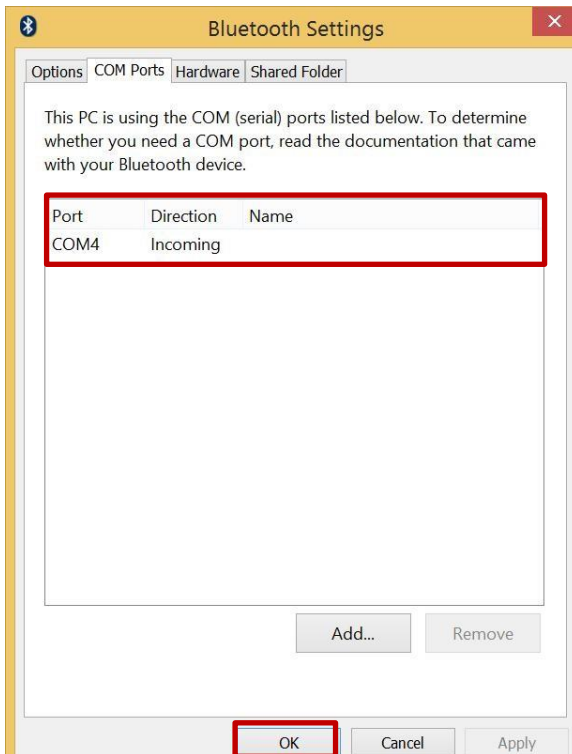 Bluetooth Settings
Options COM Ports Hardware Shared Folder
This PC is using the COM (serial) ports listed below. To determine
whether you need a COM port, read the documentation that came
with your Bluetooth device.
Port Direction Name
COM4 Incoming
Add... Remove
OK Cancel Apply